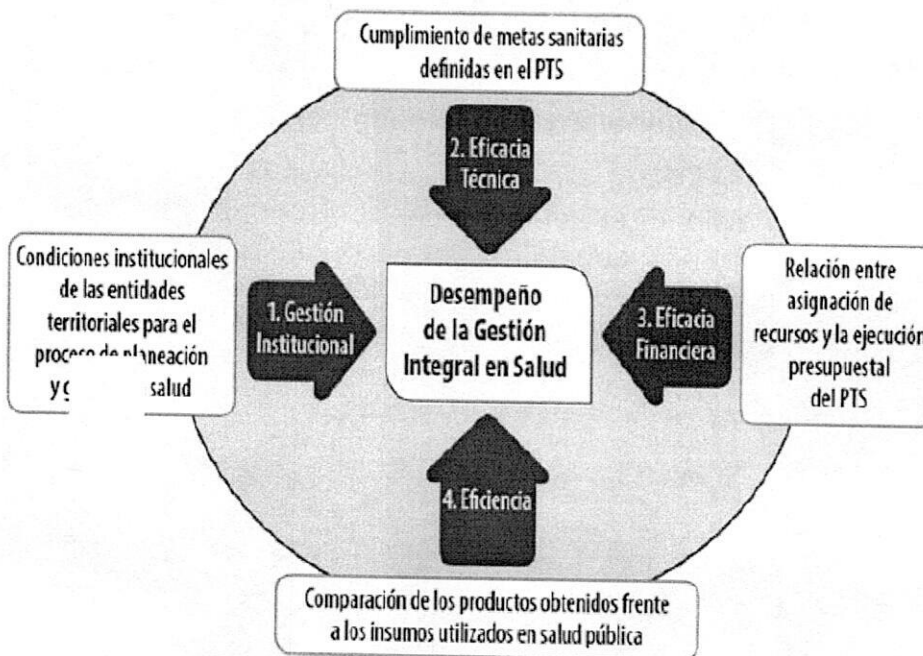 Cumplimiento de metas sanitarias
definidas en el PTS
2. Eficacia
Técnica
Condiciones institucionales
de las entidades
territoriales para el
proceso de planeación
y salud
1. Gestión
Institucional
Desempeño
de la Gestión
Integral en Salud
3. Eficacia
Financiera
Relación entre
asignación de
recursos y la ejecución
presupuestal
del PTS
4. Eficiencia
Comparación de los productos obtenidos frente
a los insumos utilizados en salud pública